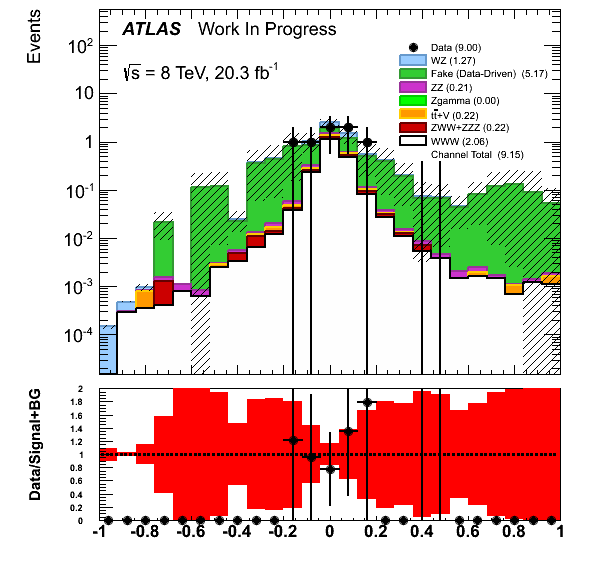 Events
ATLAS Work In Progress
√s = 8 TeV, 20.3 fb⁻¹
Data (9.00)
WZ (1.27)
Fake (Data-Driven) (5.17)
ZZ (0.21)
Zgamma (0.00)
tt̄+V (0.22)
ZWW+ZZZ (0.22)
WWW (2.06)
Channel Total (9.15)
10²
10
1
10⁻¹
10⁻²
10⁻³
10⁻⁴
Data/Signal+BG
2
1.8
1.6
1.4
1.2
1
0.8
0.6
0.4
0.2
0
-1 -0.8 -0.6 -0.4 -0.2 0 0.2 0.4 0.6 0.8 1